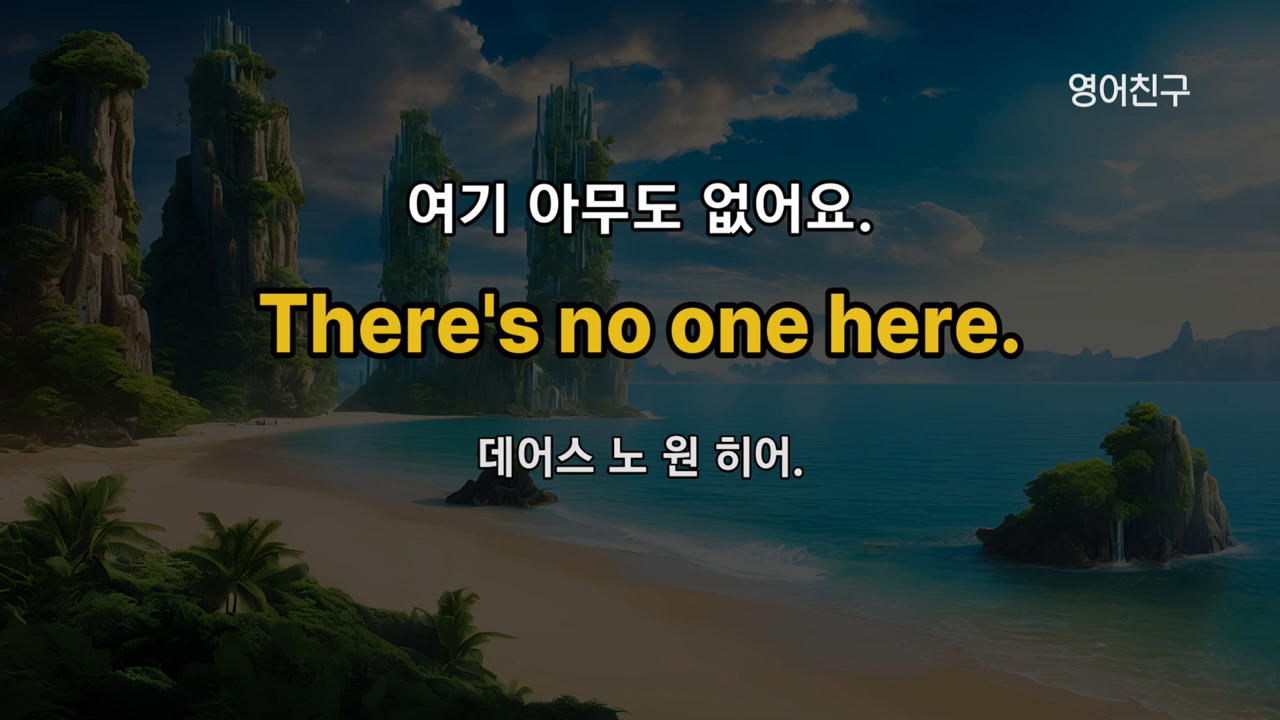 영어친구
여기 아무도 없어요.
There's no one here.
데어스 노 원 히어.